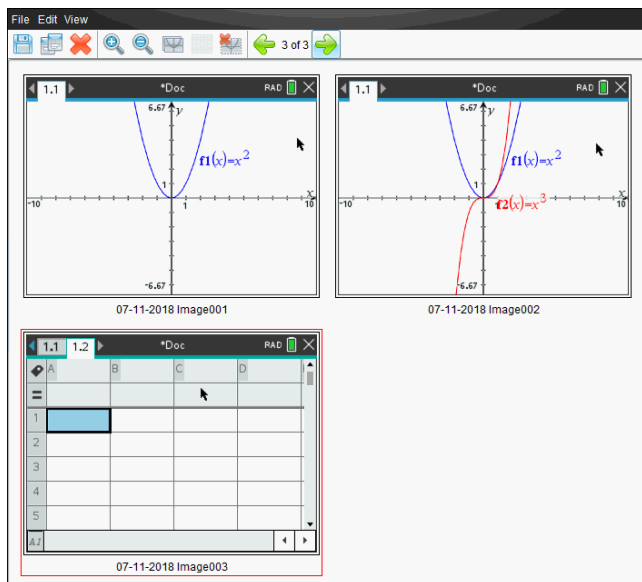 File Edit View
3 of 3
1.1 *Doc RAD
6.67 y
f1(x)=x²
1
x
-10 1 10
-6.67
07-11-2018 Image001
1.1 *Doc RAD
6.67 y
f1(x)=x²
1
x
-10 f2(x)=x³ 10
-6.67
07-11-2018 Image002
1.1 1.2 *Doc RAD
A B C D
=
1
2
3
4
5
A1
07-11-2018 Image003